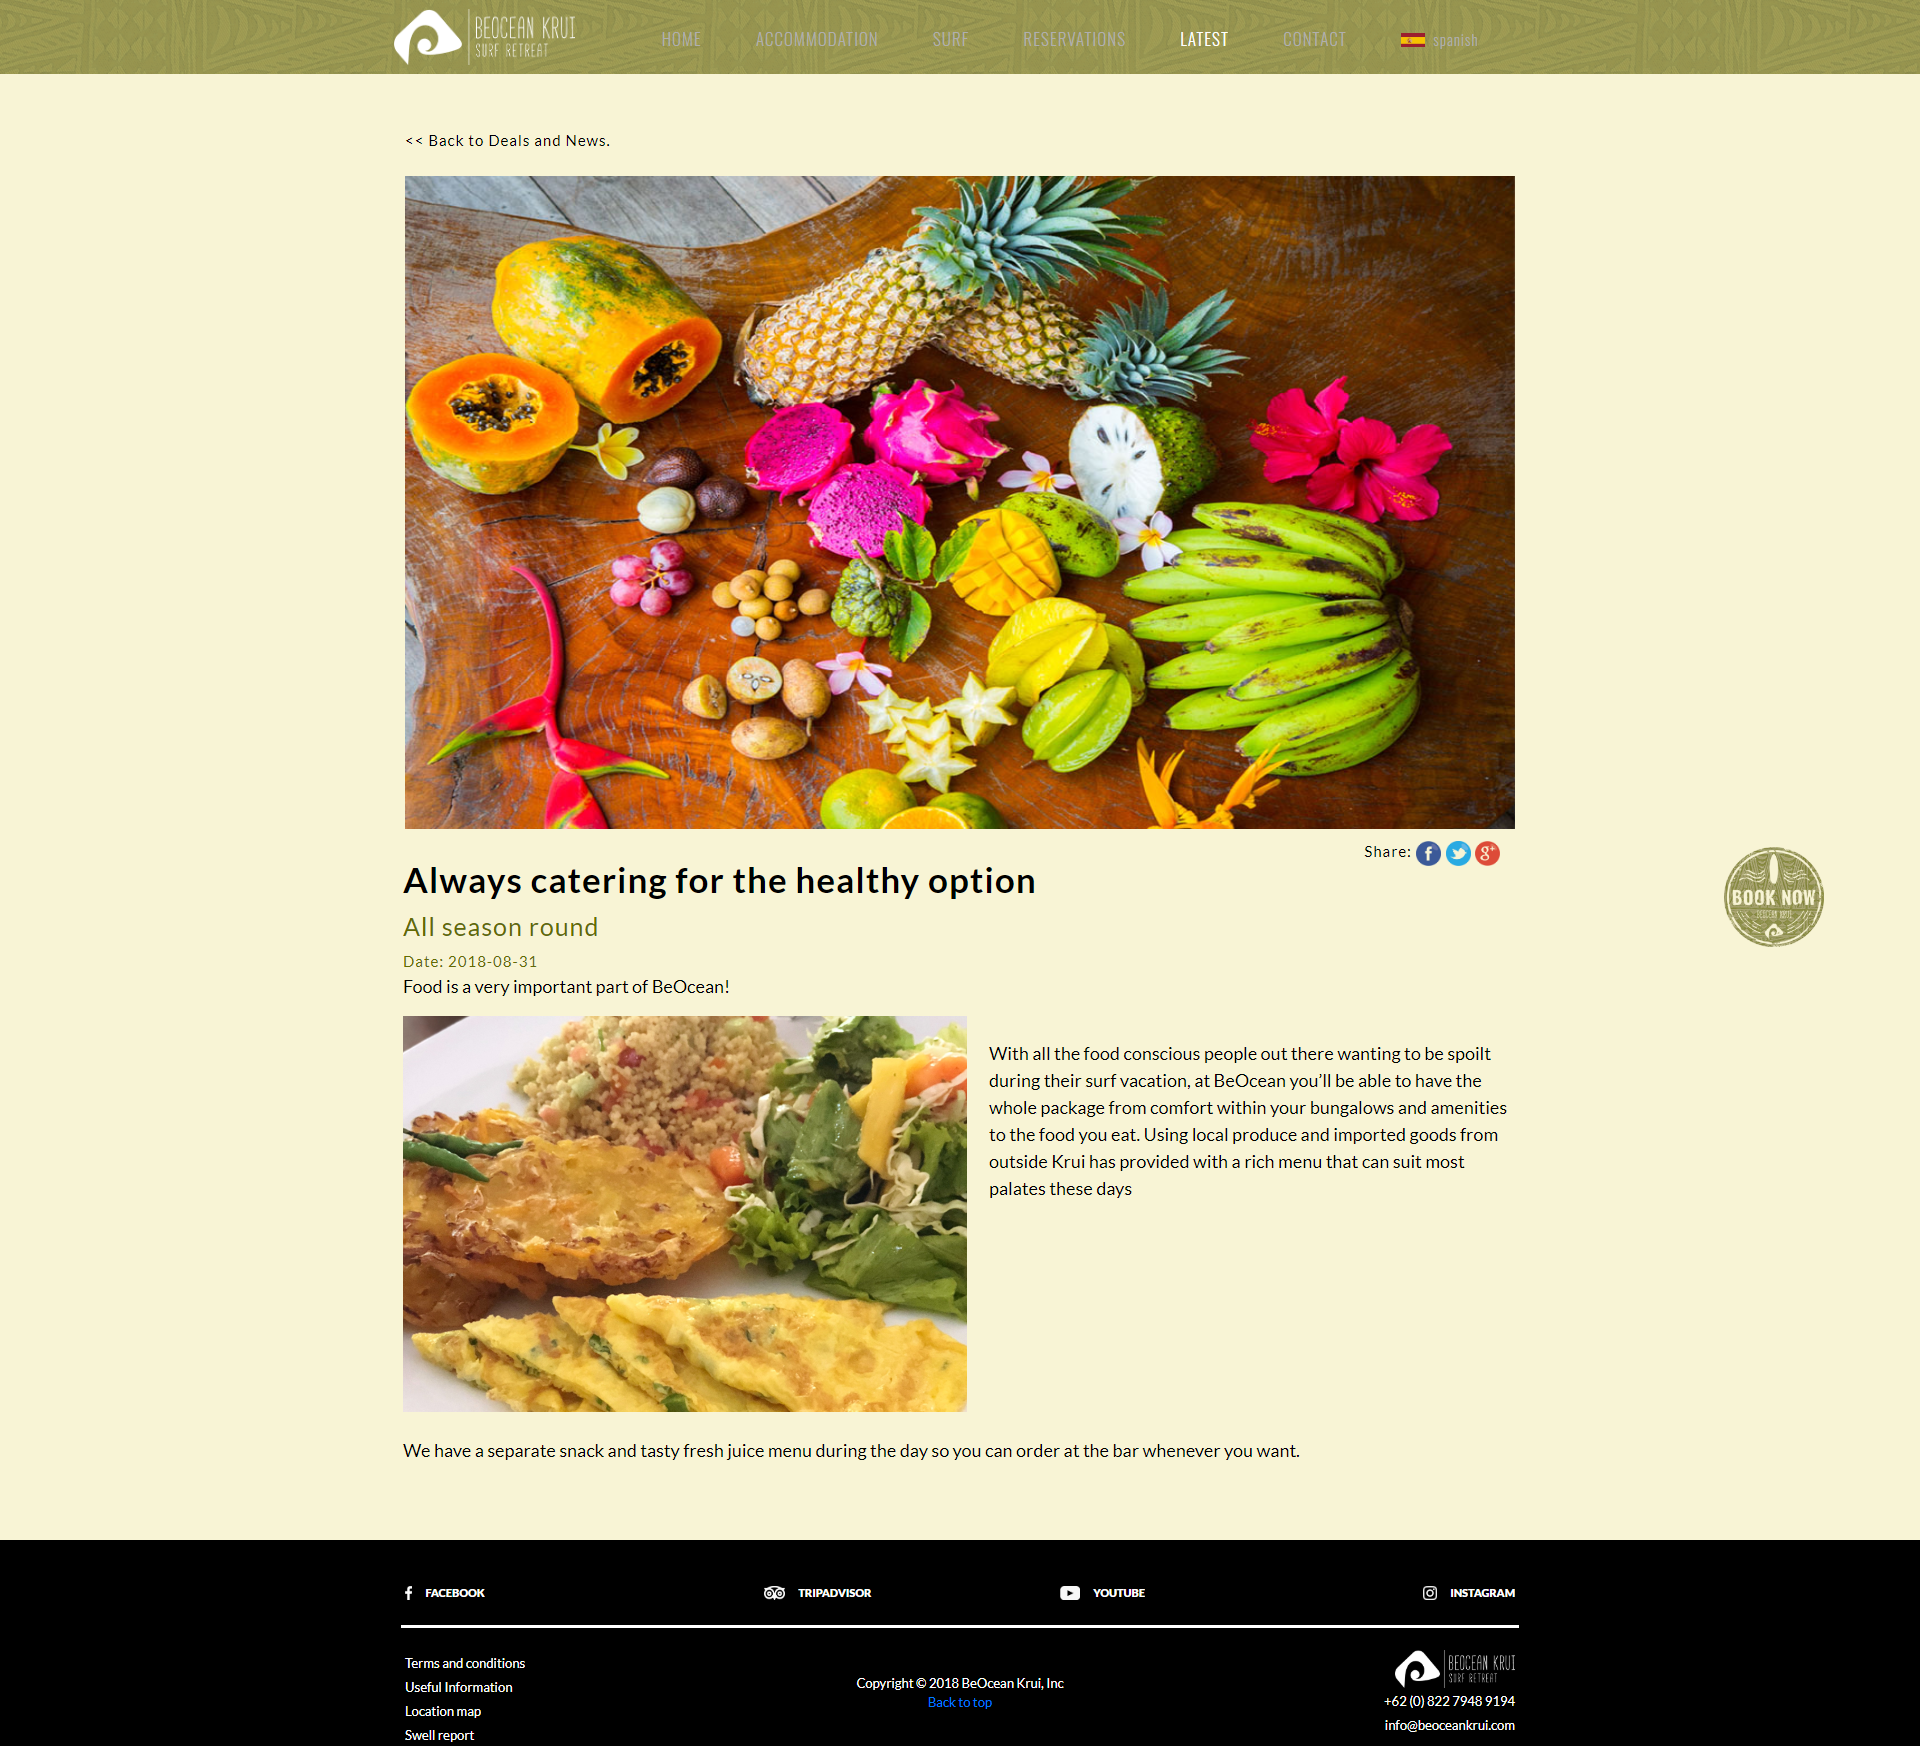 BEOCEAN KRUI
SURF RETREAT
HOME
ACCOMMODATION
SURF
RESERVATIONS
LATEST
CONTACT
spanish
<< Back to Deals and News.
Share:
Always catering for the healthy option
All season round
Date: 2018-08-31
Food is a very important part of BeOcean!
With all the food conscious people out there wanting to be spoilt
during their surf vacation, at BeOcean you’ll be able to have the
whole package from comfort within your bungalows and amenities
to the food you eat. Using local produce and imported goods from
outside Krui has provided with a rich menu that can suit most
palates these days
BOOK NOW
BEOCEAN KRUI
We have a separate snack and tasty fresh juice menu during the day so you can order at the bar whenever you want.
FACEBOOK
TRIPADVISOR
YOUTUBE
INSTAGRAM
Terms and conditions
Useful Information
Location map
Swell report
Copyright © 2018 BeOcean Krui, Inc
Back to top
BEOCEAN KRUI
SURF RETREAT
+62 (0) 822 7948 9194
info@beoceankrui.com